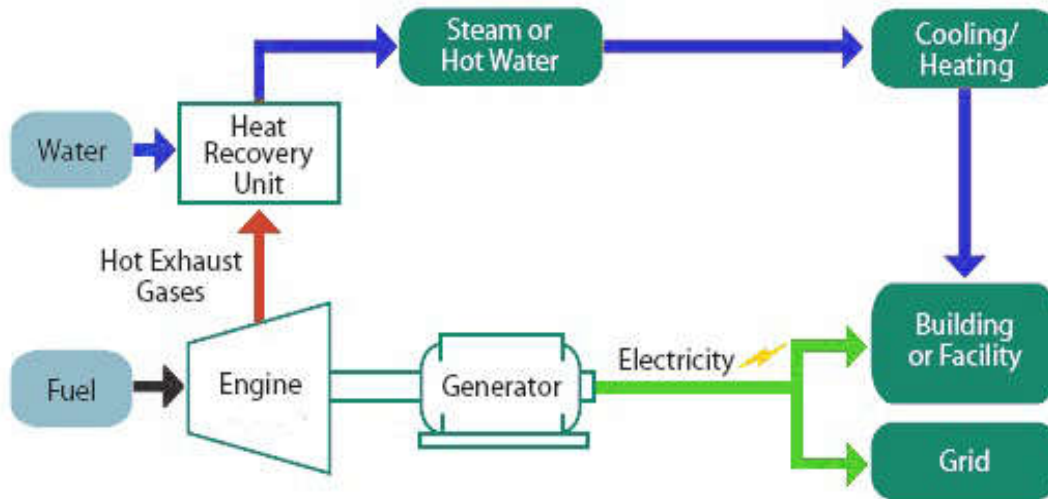 Steam or
Hot Water
Cooling/
Heating
Water
Heat
Recovery
Unit
Hot Exhaust
Gases
Building
or Facility
Electricity
Fuel
Engine
Generator
Grid